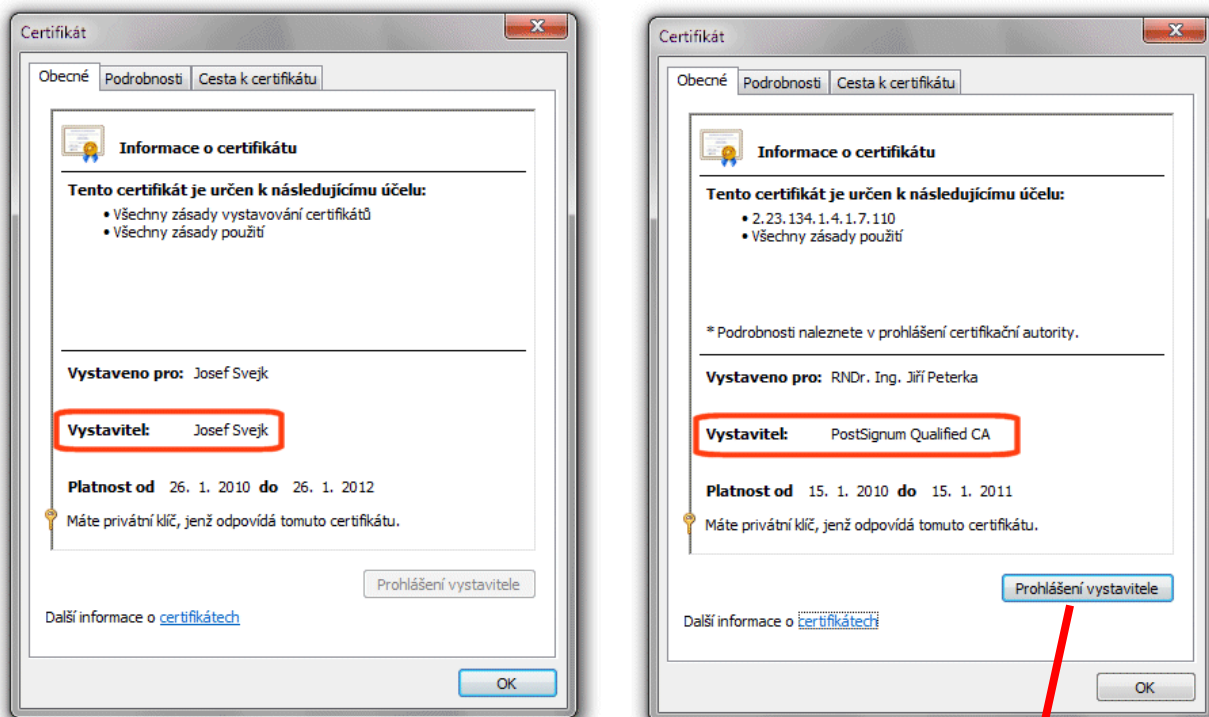 Certifikát
Obecné Podrobnosti Cesta k certifikátu
Informace o certifikátu
Tento certifikát je určen k následujícímu účelu:
• Všechny zásady vystavování certifikátů
• Všechny zásady použití
Vystaveno pro: Josef Svejk
Vystavitel: Josef Svejk
Platnost od 26. 1. 2010 do 26. 1. 2012
Máte privátní klíč, jenž odpovídá tomuto certifikátu.
Prohlášení vystavitele
Další informace o certifikátech
OK
Certifikát
Obecné Podrobnosti Cesta k certifikátu
Informace o certifikátu
Tento certifikát je určen k následujícímu účelu:
• 2.23.134.1.4.1.7.110
• Všechny zásady použití
* Podrobnosti naleznete v prohlášení certifikační autority.
Vystaveno pro: RNDr. Ing. Jiří Peterka
Vystavitel: PostSignum Qualified CA
Platnost od 15. 1. 2010 do 15. 1. 2011
Máte privátní klíč, jenž odpovídá tomuto certifikátu.
Prohlášení vystavitele
Další informace o certifikátech
OK